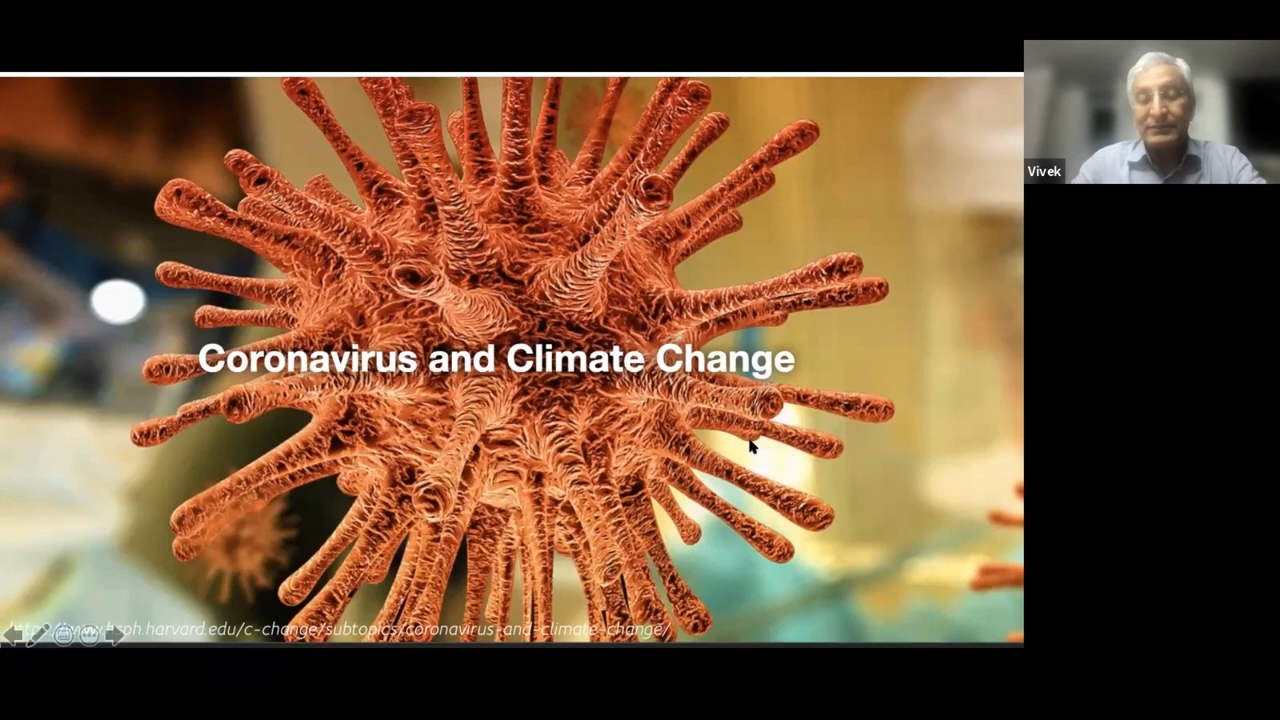 Coronavirus and Climate Change
Vivek
hsph.harvard.edu/c-change/subtopics/coronavirus-and-climate-change/